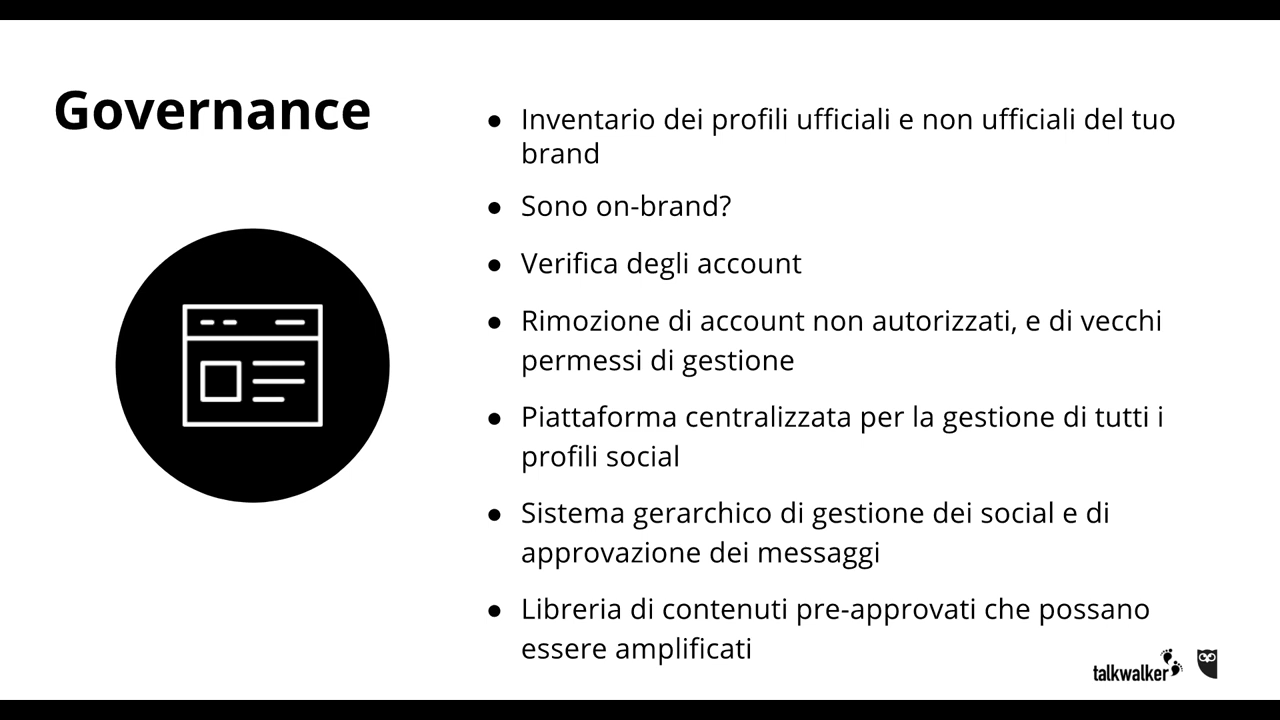 Governance
● Inventario dei profili ufficiali e non ufficiali del tuo
brand
● Sono on-brand?
● Verifica degli account
● Rimozione di account non autorizzati, e di vecchi
permessi di gestione
● Piattaforma centralizzata per la gestione di tutti i
profili social
● Sistema gerarchico di gestione dei social e di
approvazione dei messaggi
● Libreria di contenuti pre-approvati che possano
essere amplificati
talkwalker